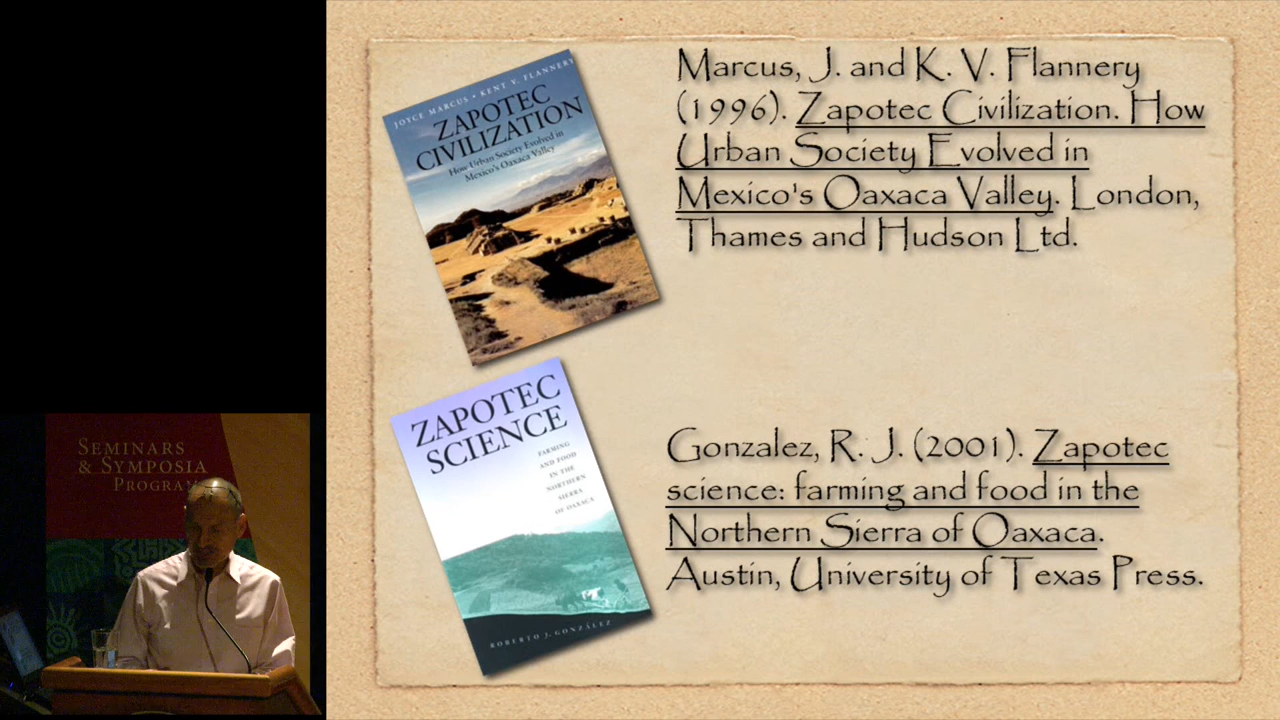 SEMINARS
& SYMPOSIA
PROGRAM
JOYCE MARCUS • KENT V. FLANNERY
ZAPOTEC
CIVILIZATION
How Urban Society Evolved in
Mexico's Oaxaca Valley
Marcus, J. and K. V. Flannery
(1996). Zapotec Civilization. How
Urban Society Evolved in
Mexico's Oaxaca Valley. London,
Thames and Hudson Ltd.
ZAPOTEC
SCIENCE
FARMING
AND FOOD
IN THE
NORTHERN
SIERRA
OF OAXACA
ROBERTO J. GONZÁLEZ
Gonzalez, R. J. (2001). Zapotec
science: farming and food in the
Northern Sierra of Oaxaca.
Austin, University of Texas Press.